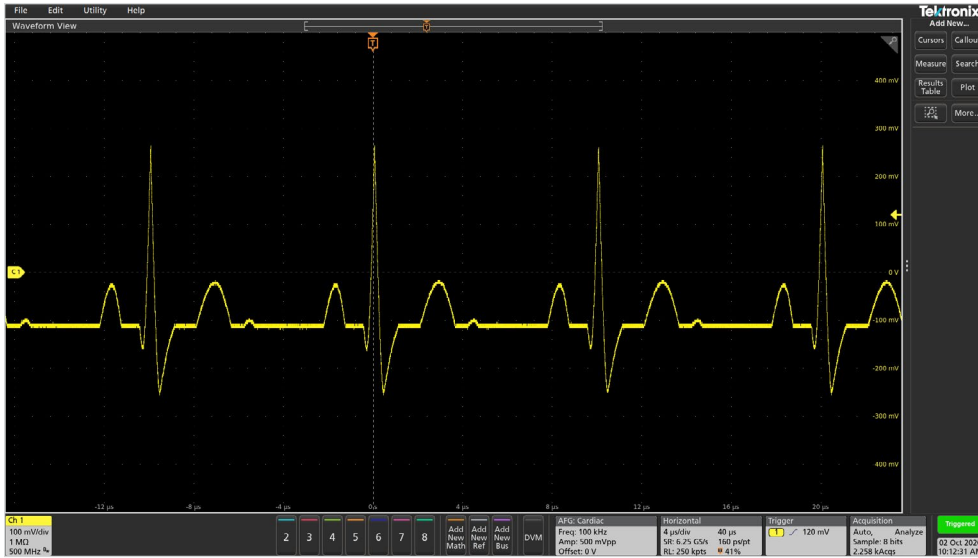 File Edit Utility Help
Tektronix
Waveform View
Add New...
T
T
Cursors
Measure Search
Results Table Plot
More...
400 mV
300 mV
200 mV
100 mV
C1
0 V
-100 mV
-200 mV
-300 mV
400 mV
-12 µs -8 µs -4 µs 0 s 4 µs 8 µs 12 µs 16 µs 20 µs
Ch 1
100 mV/div
1 MΩ
500 MHz
2 3 4 5 6 7 8
Add New Math
Add New Ref
Add New Bus
DVM
AFG: Cardiac
Freq: 100 kHz
Amp: 500 mVpp
Offset: 0 V
Horizontal
4 µs/div 40 µs
SR: 6.25 GS/s 160 ps/pt
RL: 250 kpts 41%
Trigger
1 120 mV
Acquisition
Auto, Analyze
Sample: 8 bits
2.258 kAcqs
Triggered
02 Oct 202
10:12:31